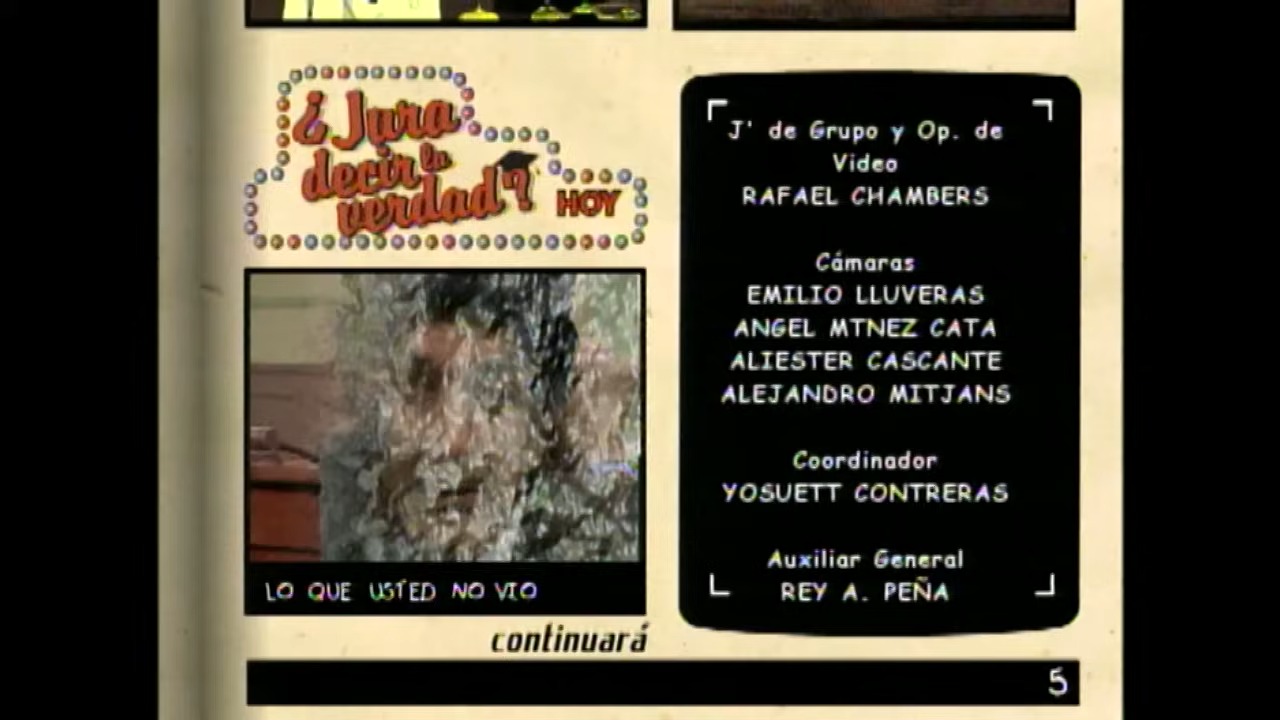 ¿Jura
decir la
verdad?
HOY
LO QUE USTED NO VIO
continuará
J' de Grupo y Op. de
Video
RAFAEL CHAMBERS
Cámaras
EMILIO LLUVERAS
ANGEL MTNEZ CATA
ALIESTER CASCANTE
ALEJANDRO MITJANS
Coordinador
YOSUETT CONTRERAS
Auxiliar General
REY A. PEÑA
5